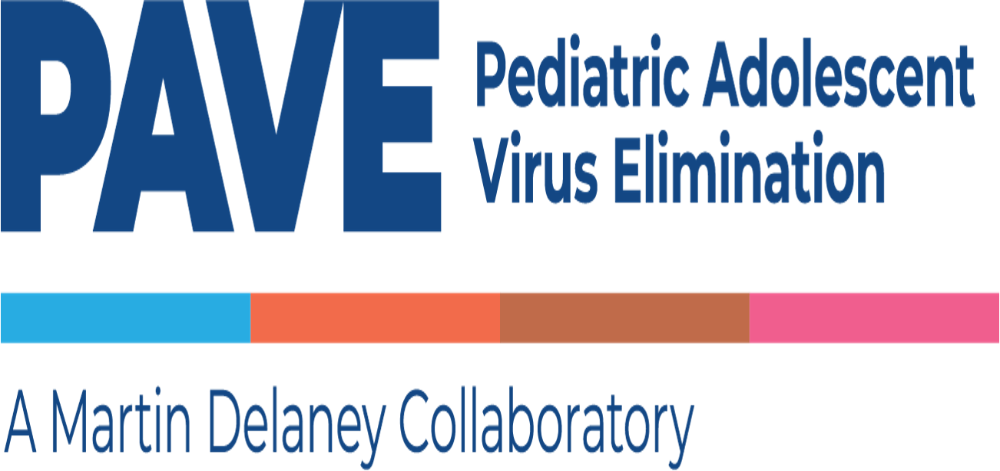 PAVE
Pediatric Adolescent
Virus Elimination
A Martin Delaney Collaboratory